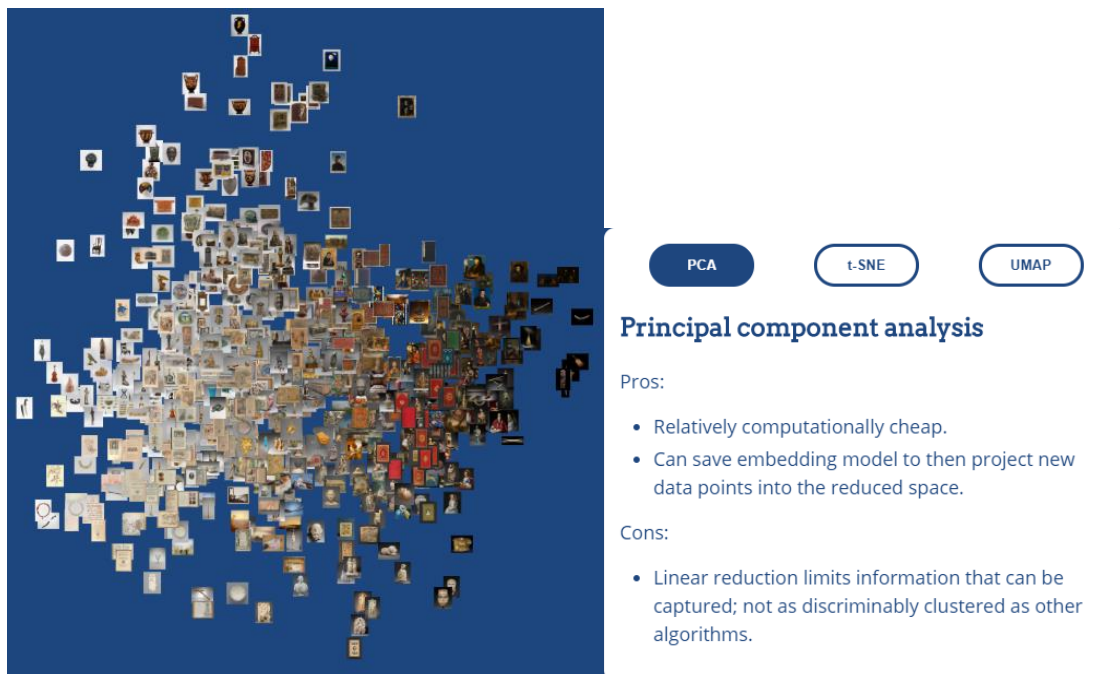 PCA
t-SNE
UMAP
Principal component analysis
Pros:
• Relatively computationally cheap.
• Can save embedding model to then project new
data points into the reduced space.
Cons:
• Linear reduction limits information that can be
captured; not as discriminably clustered as other
algorithms.